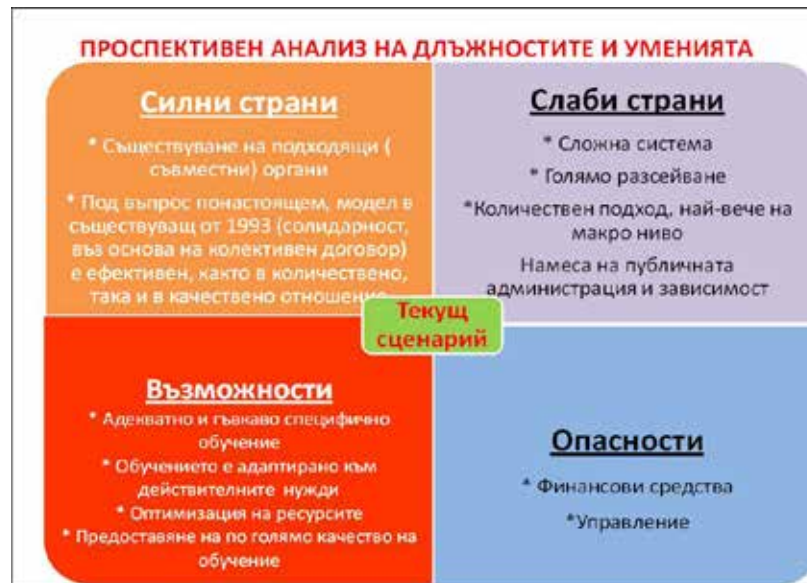 ПРОСПЕКТИВЕН АНАЛИЗ НА ДЛЪЖНОСТИТЕ И УМЕНИЯТА
Силни страни
* Съществуване на подходящи (
съвместни) органи
* Под въпрос понастоящем, модел в
съществуващ от 1993 (солидарност,
въз основа на колективен договор)
е ефективен, както в количествено,
така и в качествено отношение
Слаби страни
* Сложна система
* Голямо разсейване
*Количествен подход, най-вече на
макро ниво
Намеса на публичната
администрация и зависимост
Текущ
сценарий
Възможности
* Адекватно и гъвкаво специфично
обучение
* Обучението е адаптирано към
действителните нужди
* Оптимизация на ресурсите
* Предоставяне на по голямо качество на
обучение
Опасности
* Финансови средства
*Управление